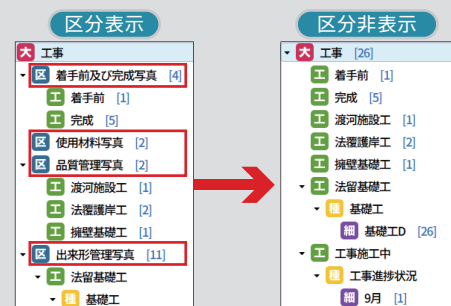 区分表示
大 工事
区 着手前及び完成写真 [4]
工 着手前 [1]
工 完成 [5]
区 使用材料写真 [2]
区 品質管理写真 [2]
工 渡河施設工 [1]
工 法覆護岸工 [2]
工 擁壁基礎工 [1]
区 出来形管理写真 [11]
工 法留基礎工
種 基礎工
区分非表示
大 工事 [26]
工 着手前 [1]
工 完成 [5]
工 渡河施設工 [1]
工 法覆護岸工 [2]
工 擁壁基礎工 [1]
工 法留基礎工
種 基礎工
細 基礎工D [26]
工 工事施工中
種 工事進捗状況
細 9月 [1]